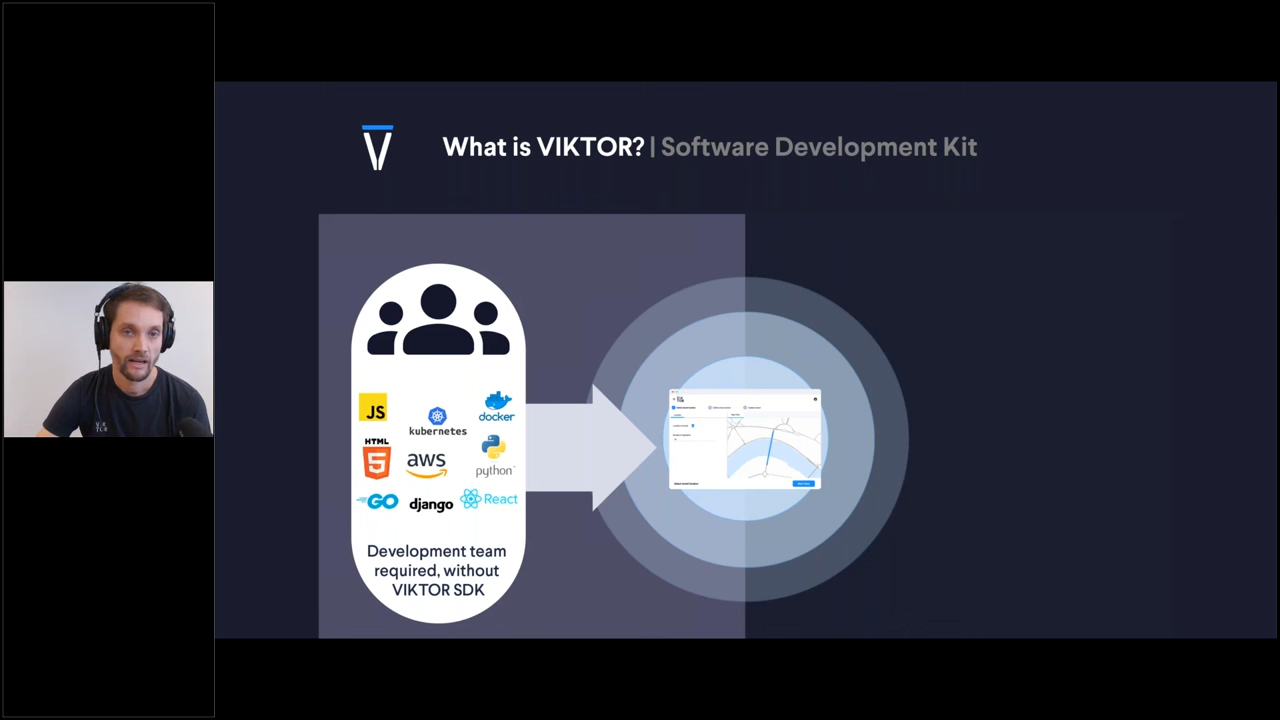 What is VIKTOR? | Software Development Kit
JS
kubernetes
docker
HTML
5
aws
python
GO
django
React
Development team
required, without
VIKTOR SDK